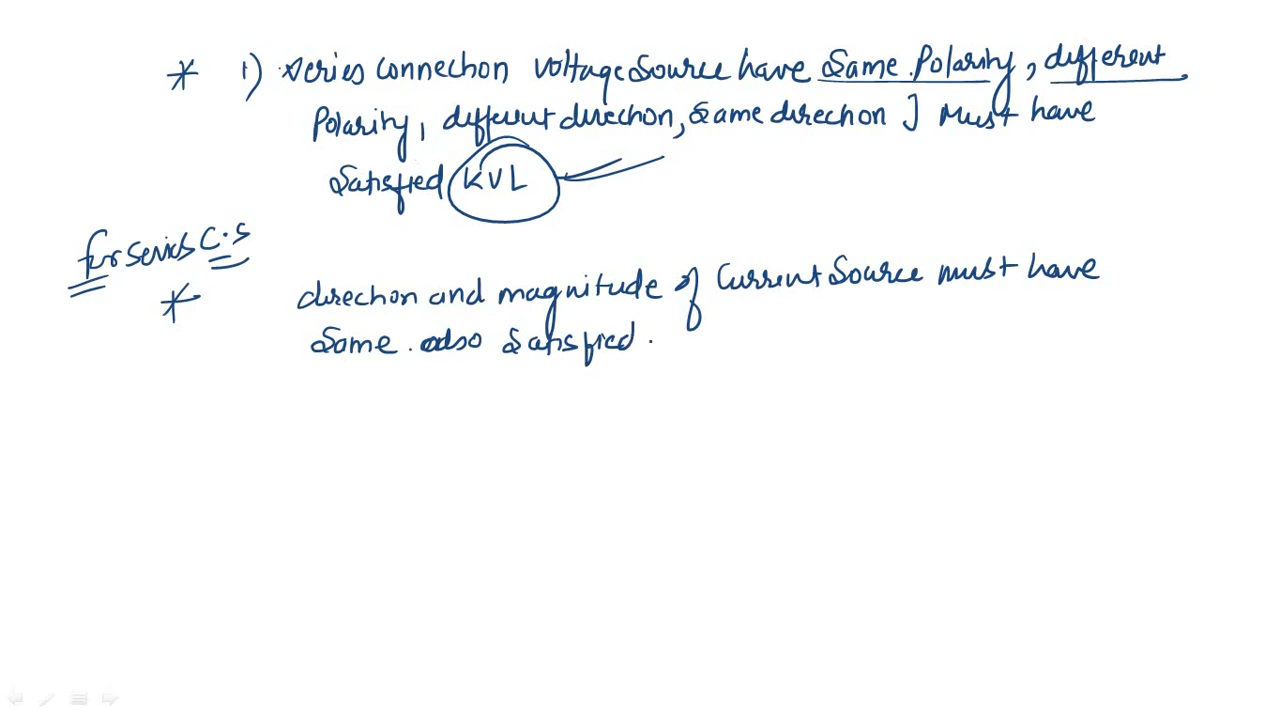 * 1) Series connection voltage source have same polarity, different
polarity, different direction, same direction ] must have
satisfied KVL
for series C.S
* direction and magnitude of current source must have
same. also satisfied.